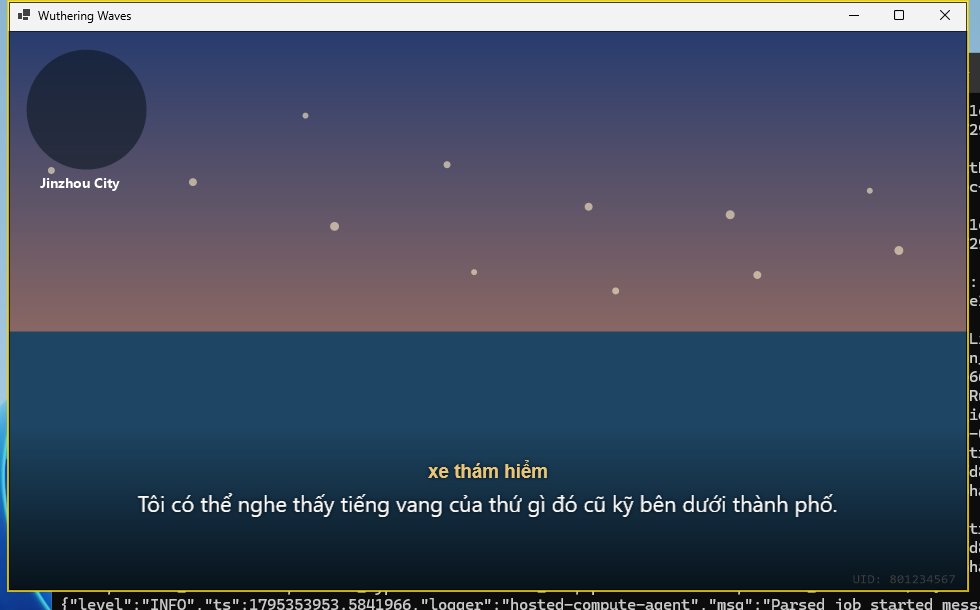 Wuthering Waves
Jinzhou City
xe thám hiểm
Tôi có thể nghe thấy tiếng vang của thứ gì đó cũ kỹ bên dưới thành phố.
UID: 801234567
{"level":"INFO","ts":1795353953.5841966,"logger":"hosted-compute-agent","msg":"Parsed job started mes